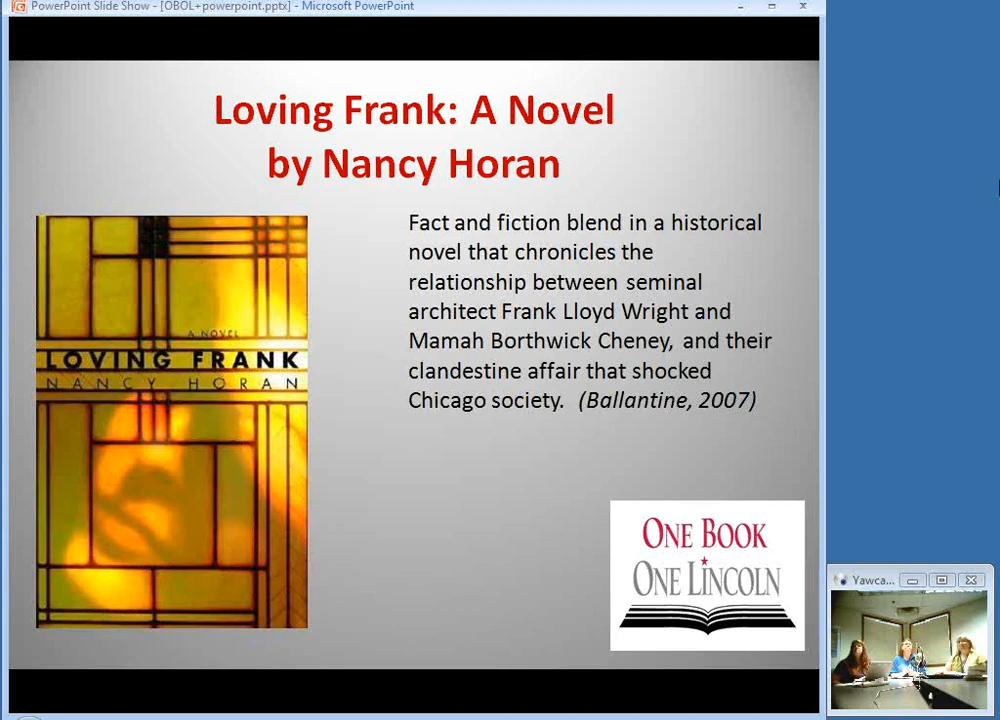 PowerPoint Slide Show - [OBOL+powerpoint.pptx] - Microsoft PowerPoint
Loving Frank: A Novel
by Nancy Horan
Fact and fiction blend in a historical
novel that chronicles the
relationship between seminal
architect Frank Lloyd Wright and
Mamah Borthwick Cheney, and their
clandestine affair that shocked
Chicago society. (Ballantine, 2007)
A NOVEL
LOVING FRANK
NANCY HORAN
ONE BOOK
ONE LINCOLN
Yawca...